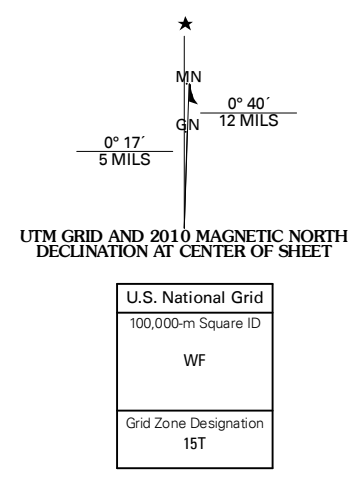 MN
GN
0° 40´
12 MILS
0° 17´
5 MILS
UTM GRID AND 2010 MAGNETIC NORTH
DECLINATION AT CENTER OF SHEET
U.S. National Grid
100,000-m Square ID
WF
Grid Zone Designation
15T